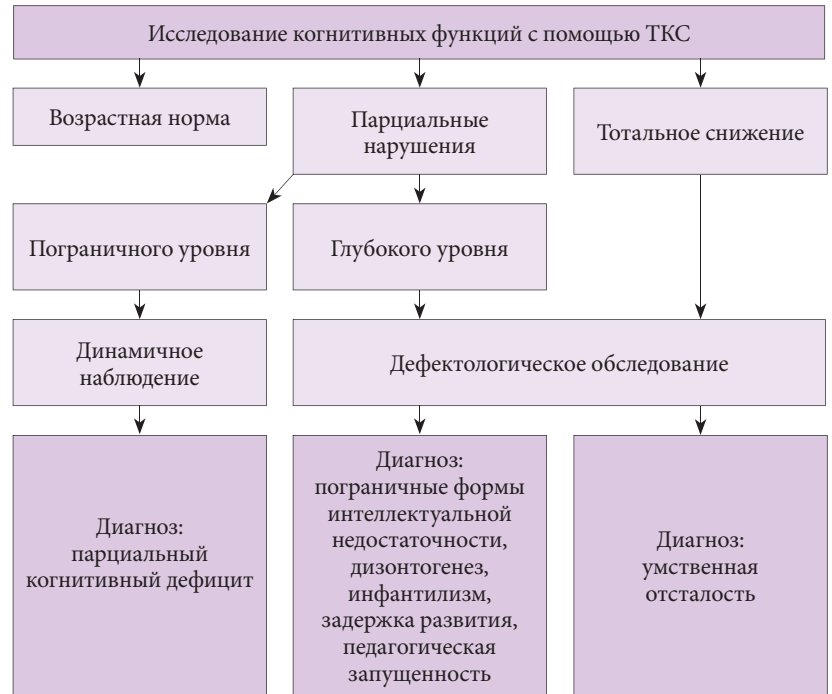 Исследование когнитивных функций с помощью ТКС
Возрастная норма
Парциальные
нарушения
Тотальное снижение
Пограничного уровня
Глубокого уровня
Динамичное
наблюдение
Дефектологическое обследование
Диагноз:
парциальный
когнитивный дефицит
Диагноз:
пограничные формы
интеллектуальной
недостаточности,
дизонтогенез,
инфантилизм,
задержка развития,
педагогическая
запущенность
Диагноз:
умственная
отсталость